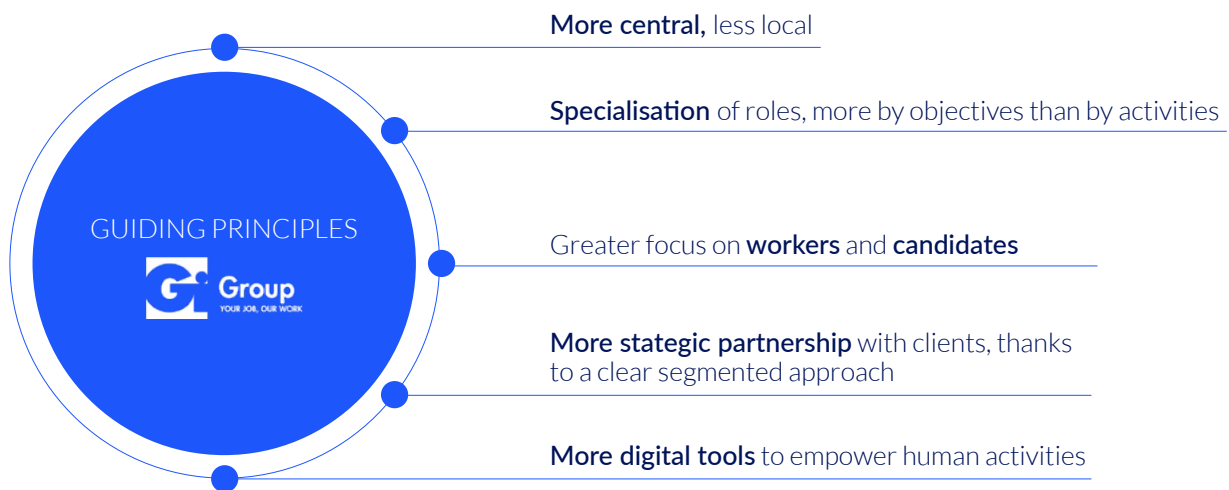 More central, less local
Specialisation of roles, more by objectives than by activities
GUIDING PRINCIPLES
Gi Group
YOUR JOB, OUR WORK
Greater focus on workers and candidates
More stategic partnership with clients, thanks
to a clear segmented approach
More digital tools to empower human activities